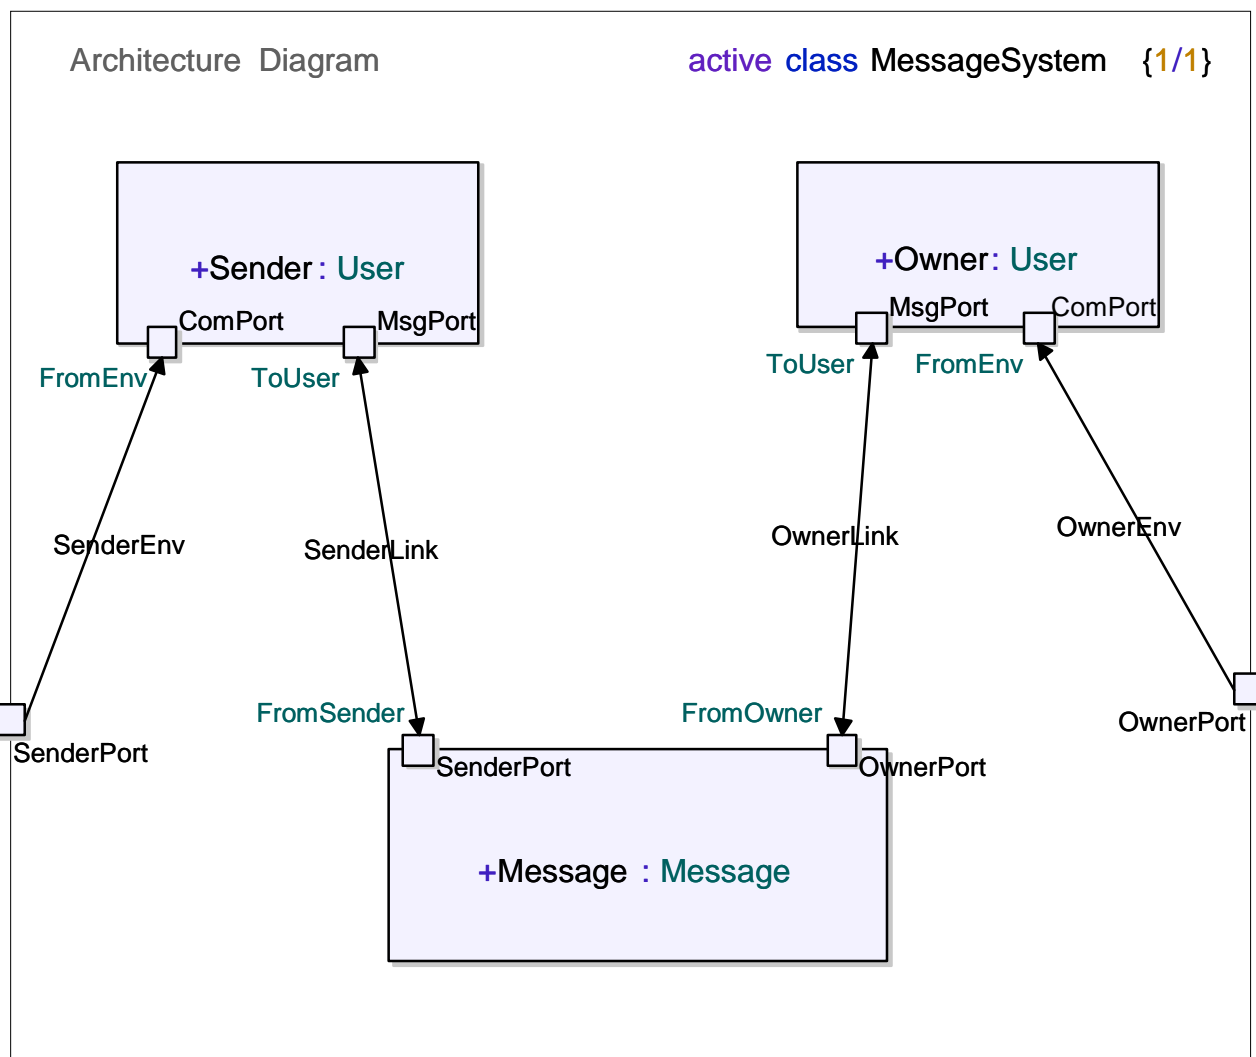 Architecture Diagram
active class MessageSystem {1/1}
+Sender : User
+Owner : User
ComPort
MsgPort
MsgPort
ComPort
FromEnv
ToUser
ToUser
FromEnv
SenderEnv
SenderLink
OwnerLink
OwnerEnv
FromSender
FromOwner
OwnerPort
SenderPort
SenderPort
OwnerPort
+Message : Message